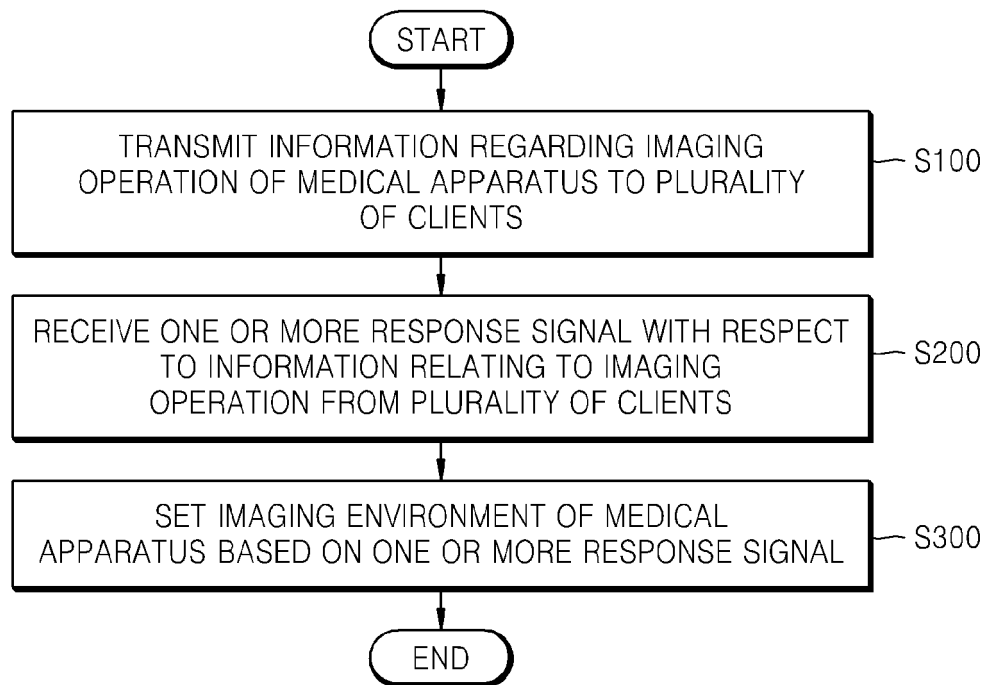 START
TRANSMIT INFORMATION REGARDING IMAGING
OPERATION OF MEDICAL APPARATUS TO PLURALITY
OF CLIENTS
S100
RECEIVE ONE OR MORE RESPONSE SIGNAL WITH RESPECT
TO INFORMATION RELATING TO IMAGING
OPERATION FROM PLURALITY OF CLIENTS
S200
SET IMAGING ENVIRONMENT OF MEDICAL
APPARATUS BASED ON ONE OR MORE RESPONSE SIGNAL
S300
END